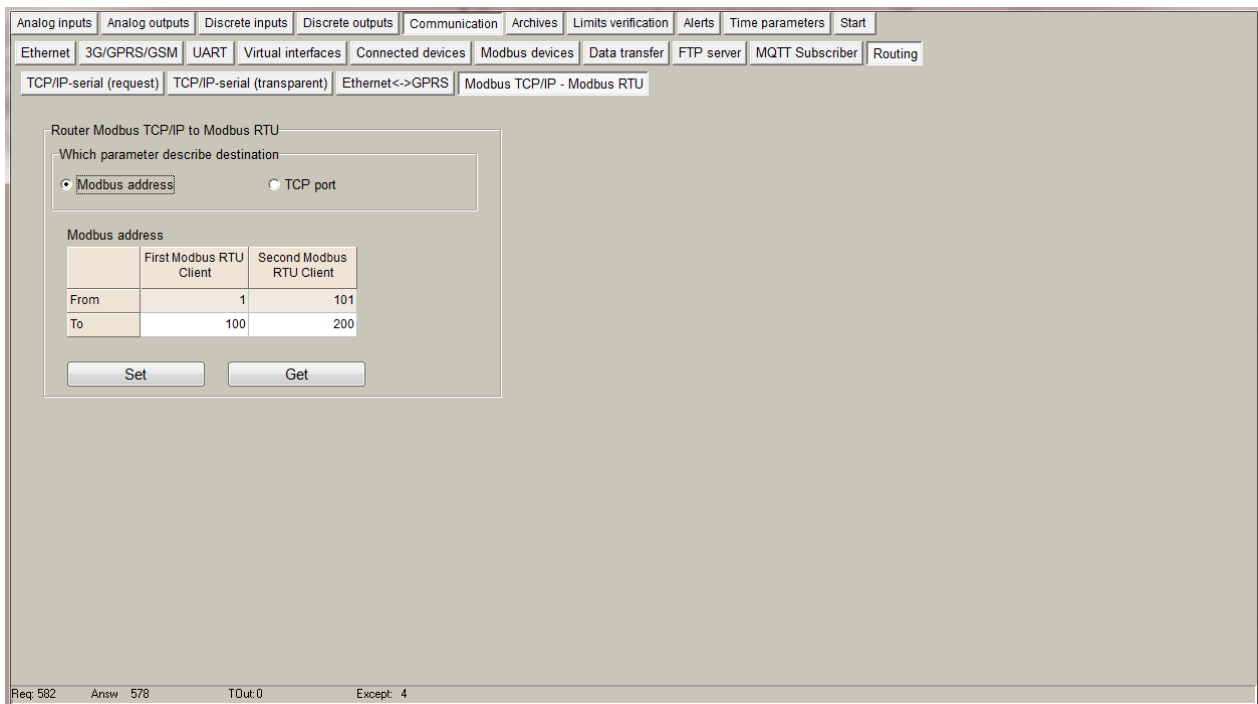 Analog inputs Analog outputs Discrete inputs Discrete outputs Communication Archives Limits verification Alerts Time parameters Start
Ethernet 3G/GPRS/GSM UART Virtual interfaces Connected devices Modbus devices Data transfer FTP server MQTT Subscriber Routing
TCP/IP-serial (request) TCP/IP-serial (transparent) Ethernet<->GPRS Modbus TCP/IP - Modbus RTU
Router Modbus TCP/IP to Modbus RTU
Which parameter describe destination
Modbus address TCP port
Modbus address
First Modbus RTU Second Modbus
Client RTU Client
From 1 101
To 100 200
Set Get
Req: 582 Answ 578 TOut:0 Except: 4